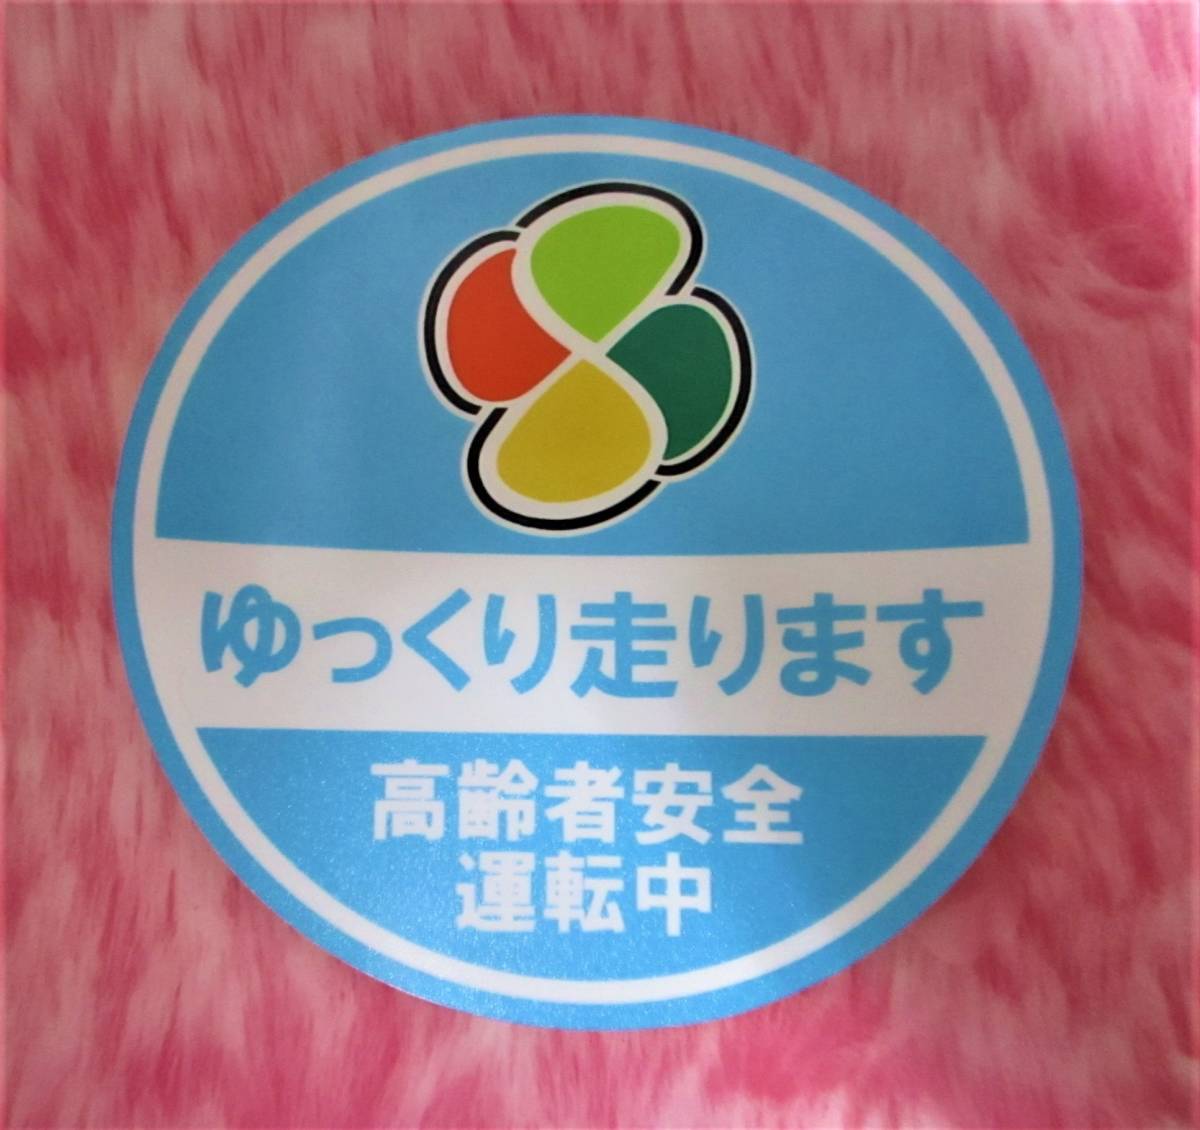 ゆっくり走ります
高齢者安全
運転中